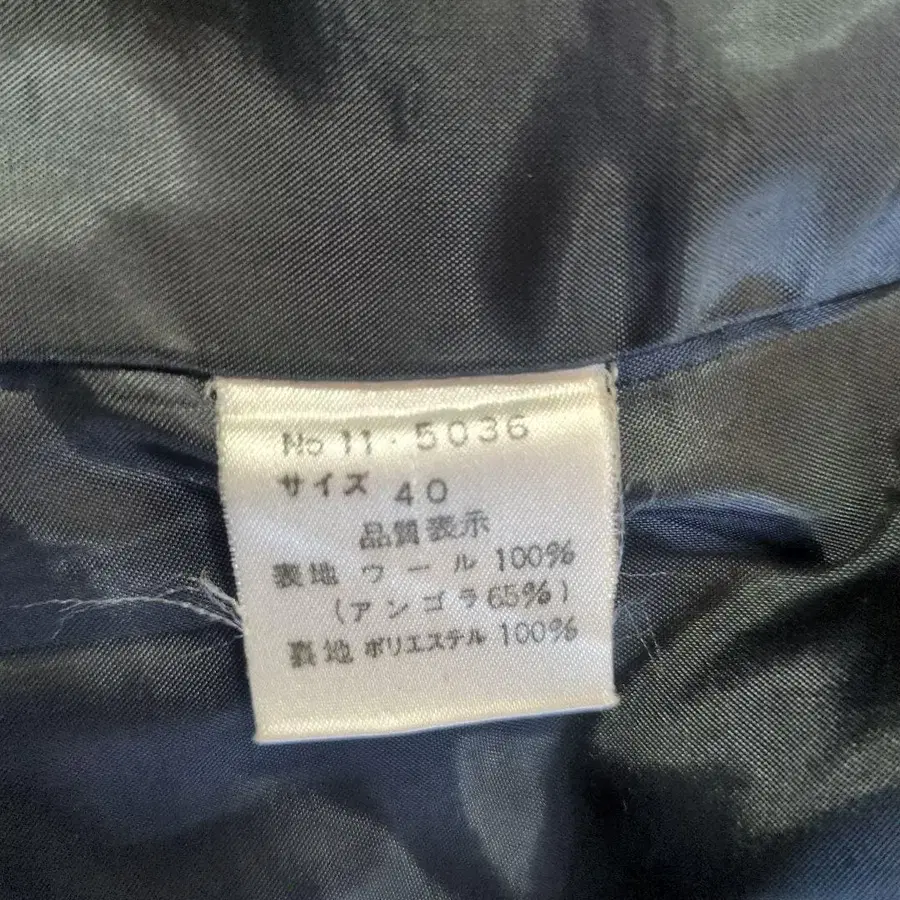 No 11・5036
サイズ 40
品質表示
表地 ウール 100%
(アンゴラ65%)
裏地 ポリエステル 100%